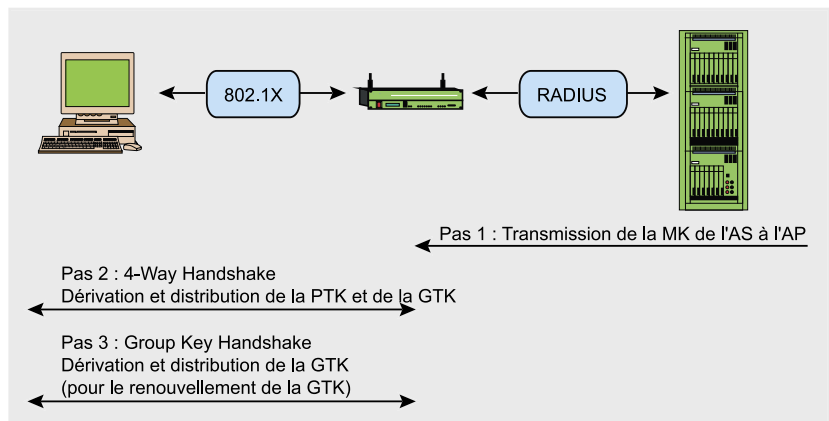 802.1X
RADIUS
Pas 1 : Transmission de la MK de l'AS à l'AP
Pas 2 : 4-Way Handshake
Dérivation et distribution de la PTK et de la GTK
Pas 3 : Group Key Handshake
Dérivation et distribution de la GTK
(pour le renouvellement de la GTK)